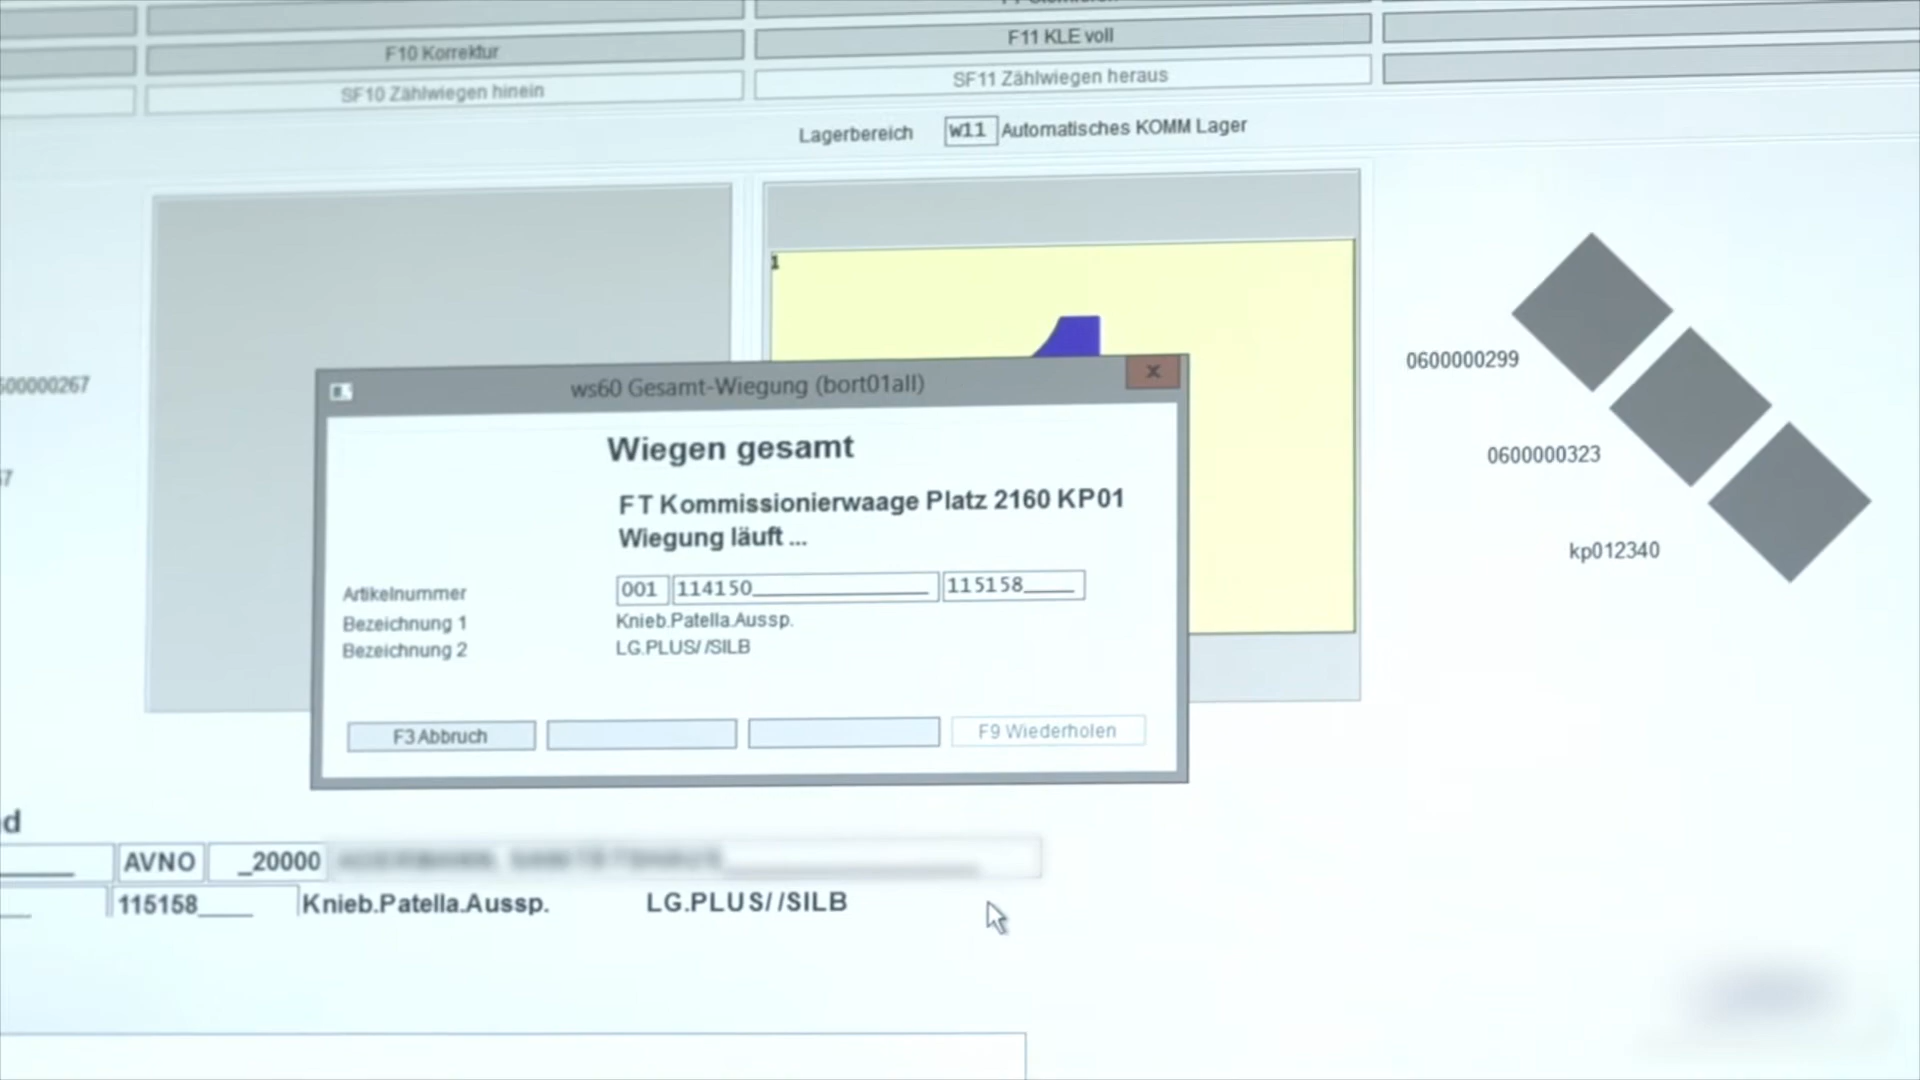 F10 Korrektur
F11 KLE voll
SF10 Zählwiegen hinein
SF11 Zählwiegen heraus
Lagerbereich W11 Automatisches KOMM Lager
1
0600000299
0600000323
kp012340
ws60 Gesamt-Wiegung (bort01all)
x
Wiegen gesamt
FT Kommissionierwaage Platz 2160 KP01
Wiegung läuft ...
Artikelnummer 001 114150 115158
Bezeichnung 1 Knieb.Patella.Aussp.
Bezeichnung 2 LG.PLUS/ /SILB
F3 Abbruch
F9 Wiederholen
AVNO _20000
115158 Knieb.Patella.Aussp. LG.PLUS/ /SILB